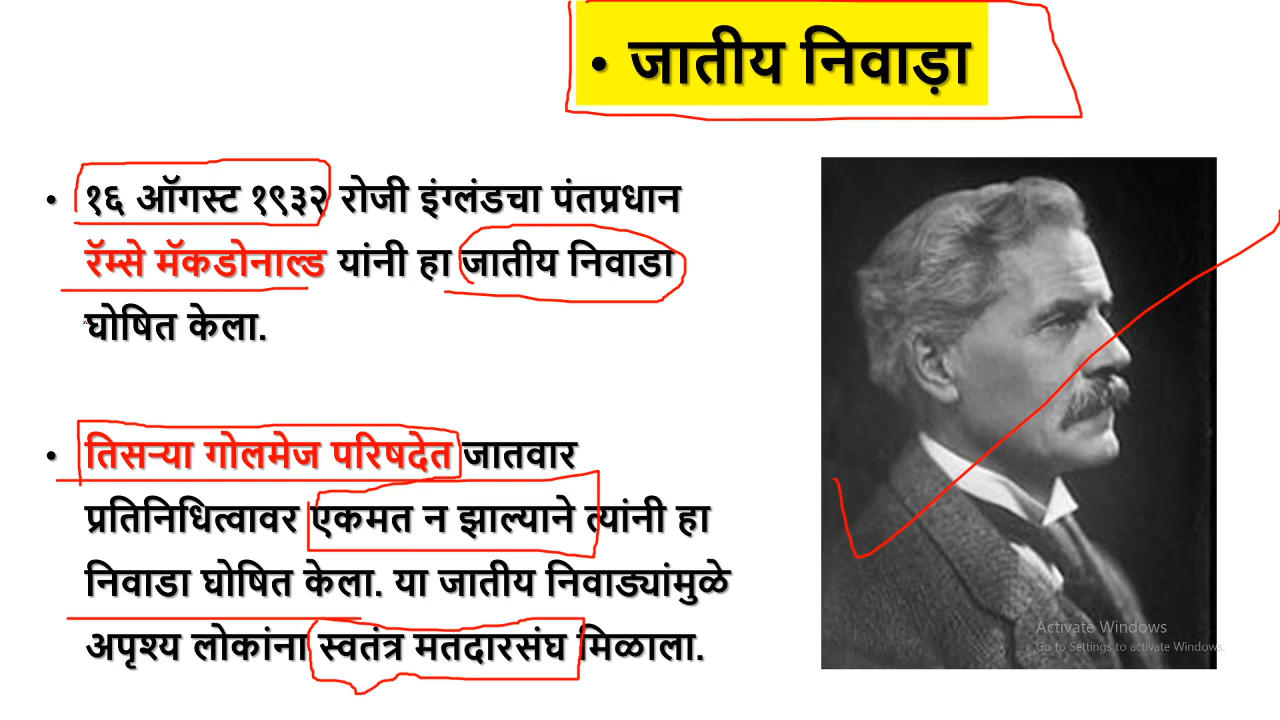 • जातीय निवाड़ा
• १६ ऑगस्ट १९३२ रोजी इंग्लंडचा पंतप्रधान
रॅम्से मॅकडोनाल्ड यांनी हा जातीय निवाडा
घोषित केला.
• तिसऱ्या गोलमेज परिषदेत जातवार
प्रतिनिधित्वावर एकमत न झाल्याने त्यांनी हा
निवाडा घोषित केला. या जातीय निवाड्यांमुळे
अपृश्य लोकांना स्वतंत्र मतदारसंघ मिळाला.
Activate Windows
Go to Settings to activate Windows.